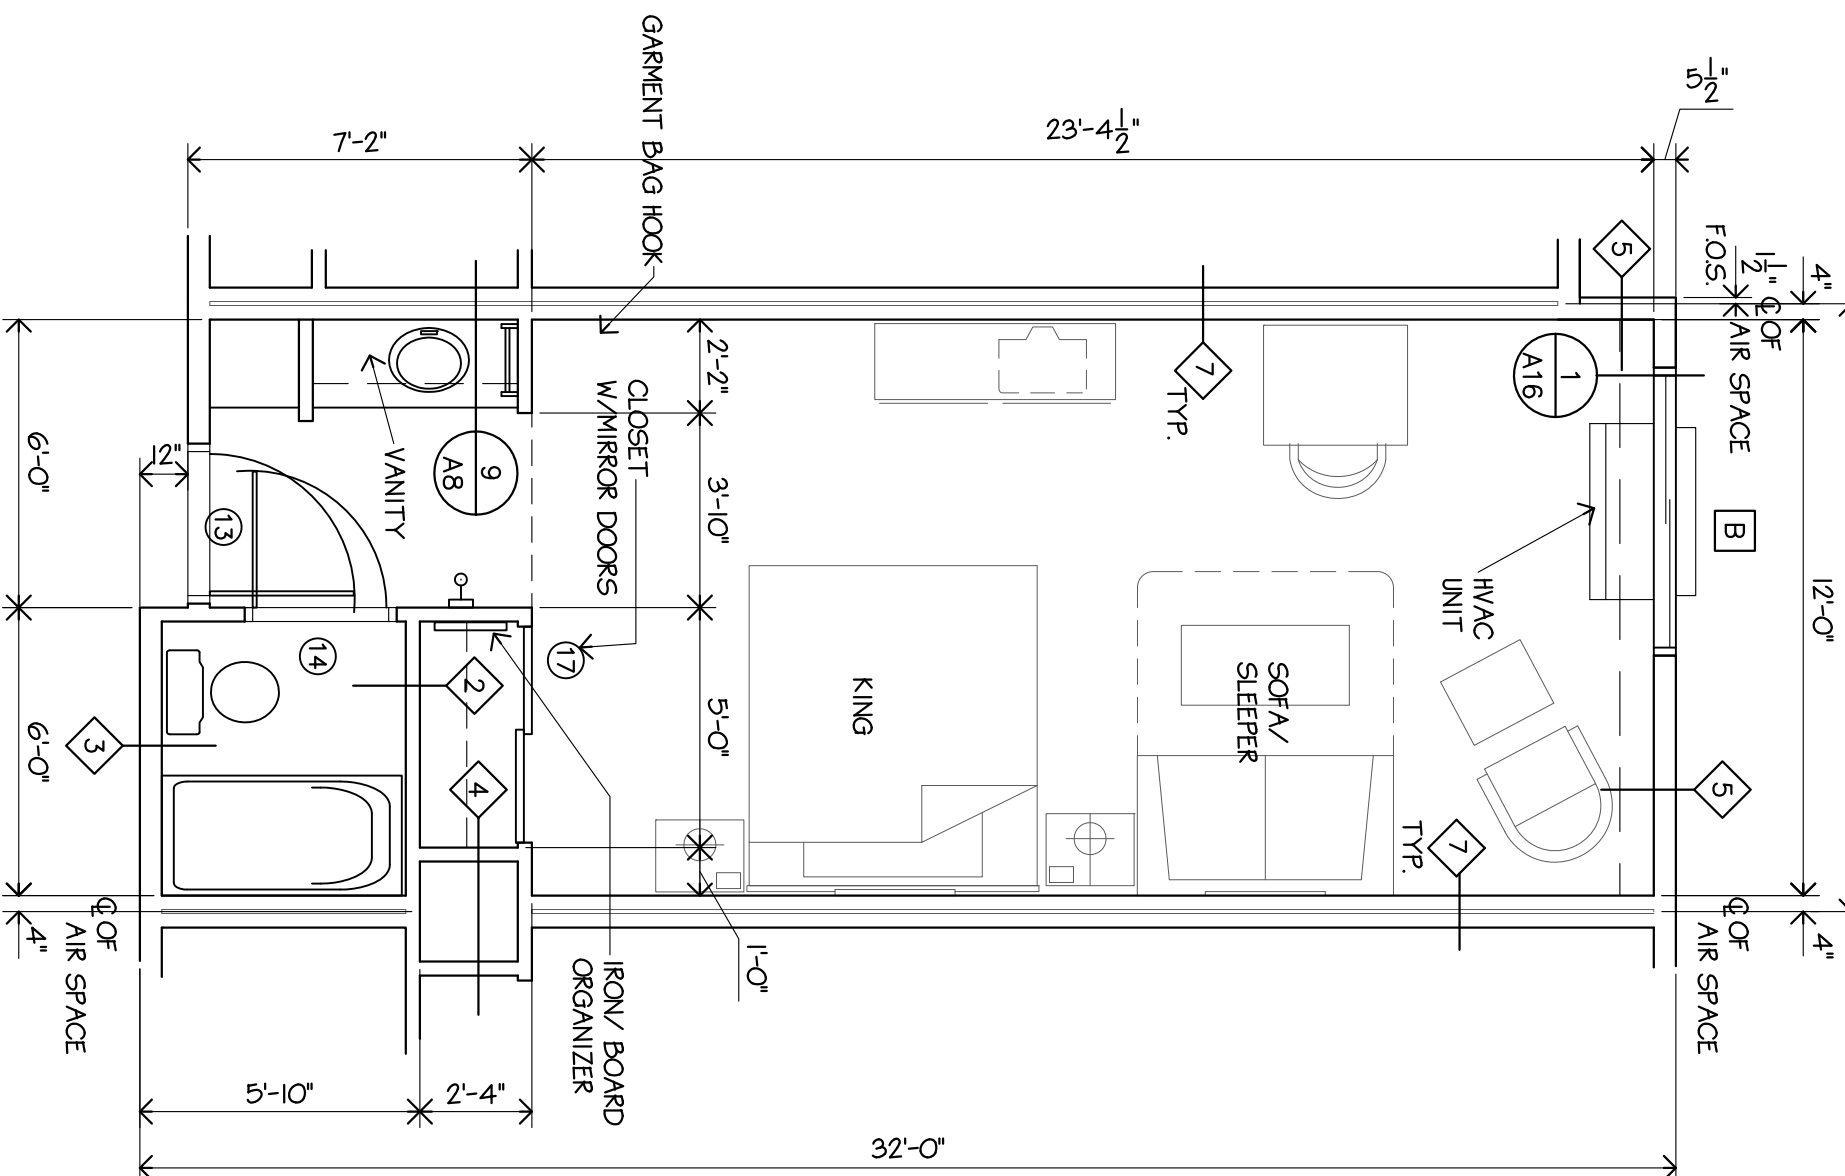 GARMENT BAG HOOK
7'-2"
23'-4 1/2"
5 1/2"
5
F.O.S.
1 1/2"
4"
℄ OF
AIR SPACE
1
A16
7
TYP.
2'-2"
CLOSET
W/MIRROR DOORS
VANITY
9
A8
3'-10"
6'-0"
12"
13
B
12'-0"
HVAC
UNIT
17
14
2
3
4
5'-0"
6'-0"
KING
SOFA/
SLEEPER
5
7
TYP.
℄ OF
AIR SPACE
4"
1'-0"
IRON/ BOARD
ORGANIZER
℄ OF
AIR SPACE
4"
5'-10"
2'-4"
32'-0"